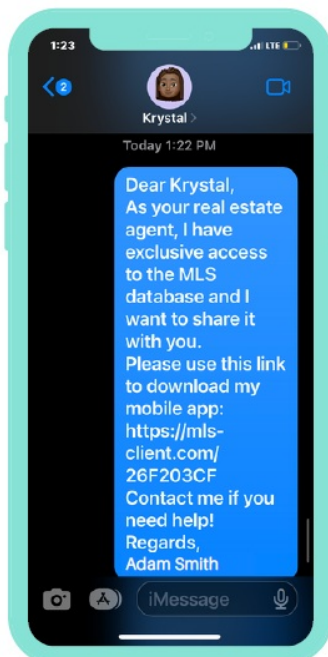 1:23
LTE
2
Krystal >
Today 1:22 PM
Dear Krystal,
As your real estate
agent, I have
exclusive access
to the MLS
database and I
want to share it
with you.
Please use this link
to download my
mobile app:
https://mls-
client.com/
26F203CF
Contact me if you
need help!
Regards,
Adam Smith
iMessage